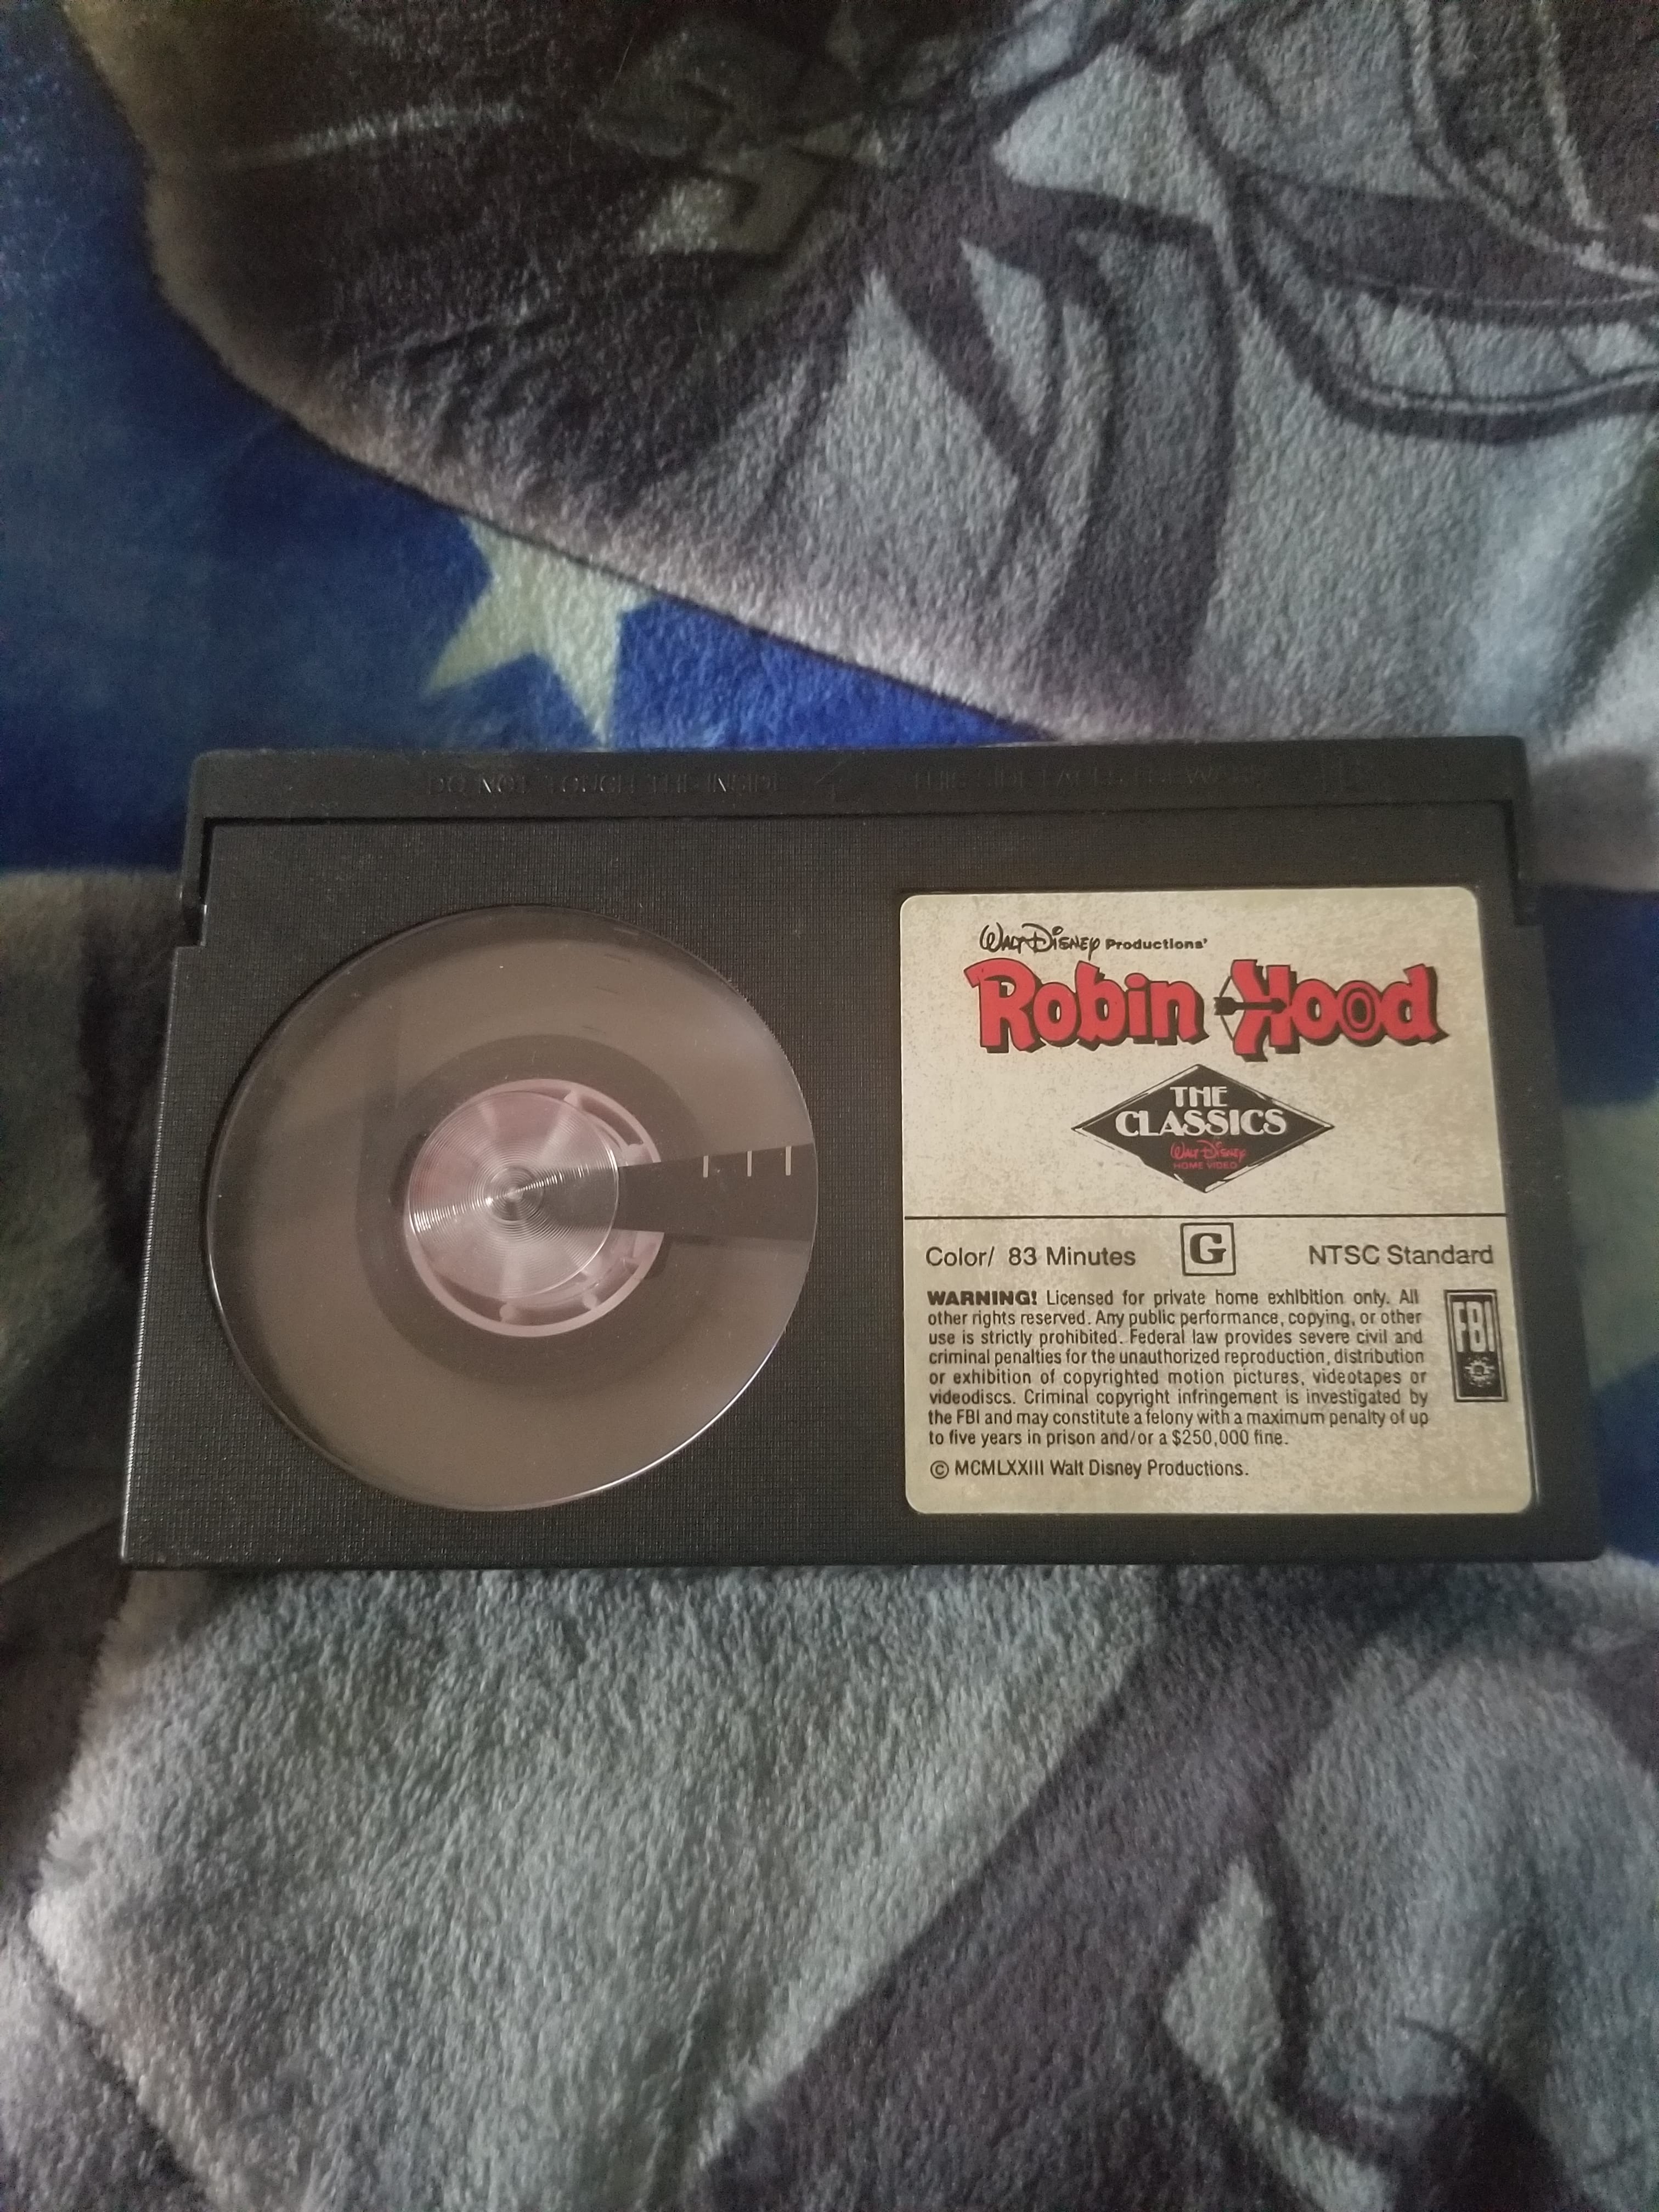 DO NOT TOUCH THE INSIDE
THIS SIDE FACES
WALT DISNEY Productions'
Robin Hood
THE
CLASSICS
WALT DISNEY
HOME VIDEO
Color/ 83 Minutes
G
NTSC Standard
WARNING! Licensed for private home exhibition only. All
other rights reserved. Any public performance, copying, or other
use is strictly prohibited. Federal law provides severe civil and
criminal penalties for the unauthorized reproduction, distribution
or exhibition of copyrighted motion pictures, videotapes or
videodiscs. Criminal copyright infringement is investigated by
the FBI and may constitute a felony with a maximum penalty of up
to five years in prison and/or a $250,000 fine.
FBI
© MCMLXXIII Walt Disney Productions.